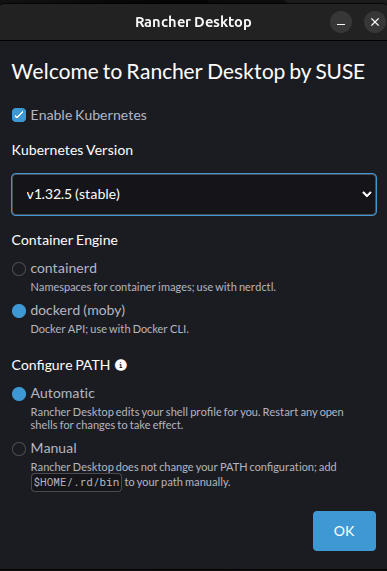 Rancher Desktop
Welcome to Rancher Desktop by SUSE
Enable Kubernetes
Kubernetes Version
v1.32.5 (stable)
Container Engine
containerd
Namespaces for container images; use with nerdctl.
dockerd (moby)
Docker API; use with Docker CLI.
Configure PATH
Automatic
Rancher Desktop edits your shell profile for you. Restart any open
shells for changes to take effect.
Manual
Rancher Desktop does not change your PATH configuration; add
$HOME/.rd/bin to your path manually.
OK